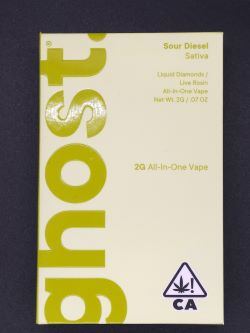 ghost.®
Sour Diesel
Sativa
Liquid Diamonds /
Live Rosin
All-In-One Vape
Net Wt. 2G / .07 OZ
2G All-In-One Vape
!
CA